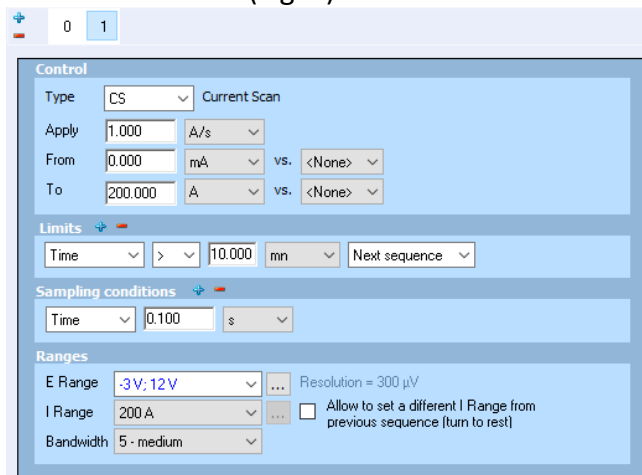 0 1
Control
Type CS Current Scan
Apply 1.000 A/s
From 0.000 mA vs. <None>
To 200.000 A vs. <None>
Limits
Time > 10.000 mn Next sequence
Sampling conditions
Time 0.100 s
Ranges
E Range -3 V; 12 V ... Resolution = 300 µV
I Range 200 A ... Allow to set a different I Range from
previous sequence (turn to rest)
Bandwidth 5 - medium